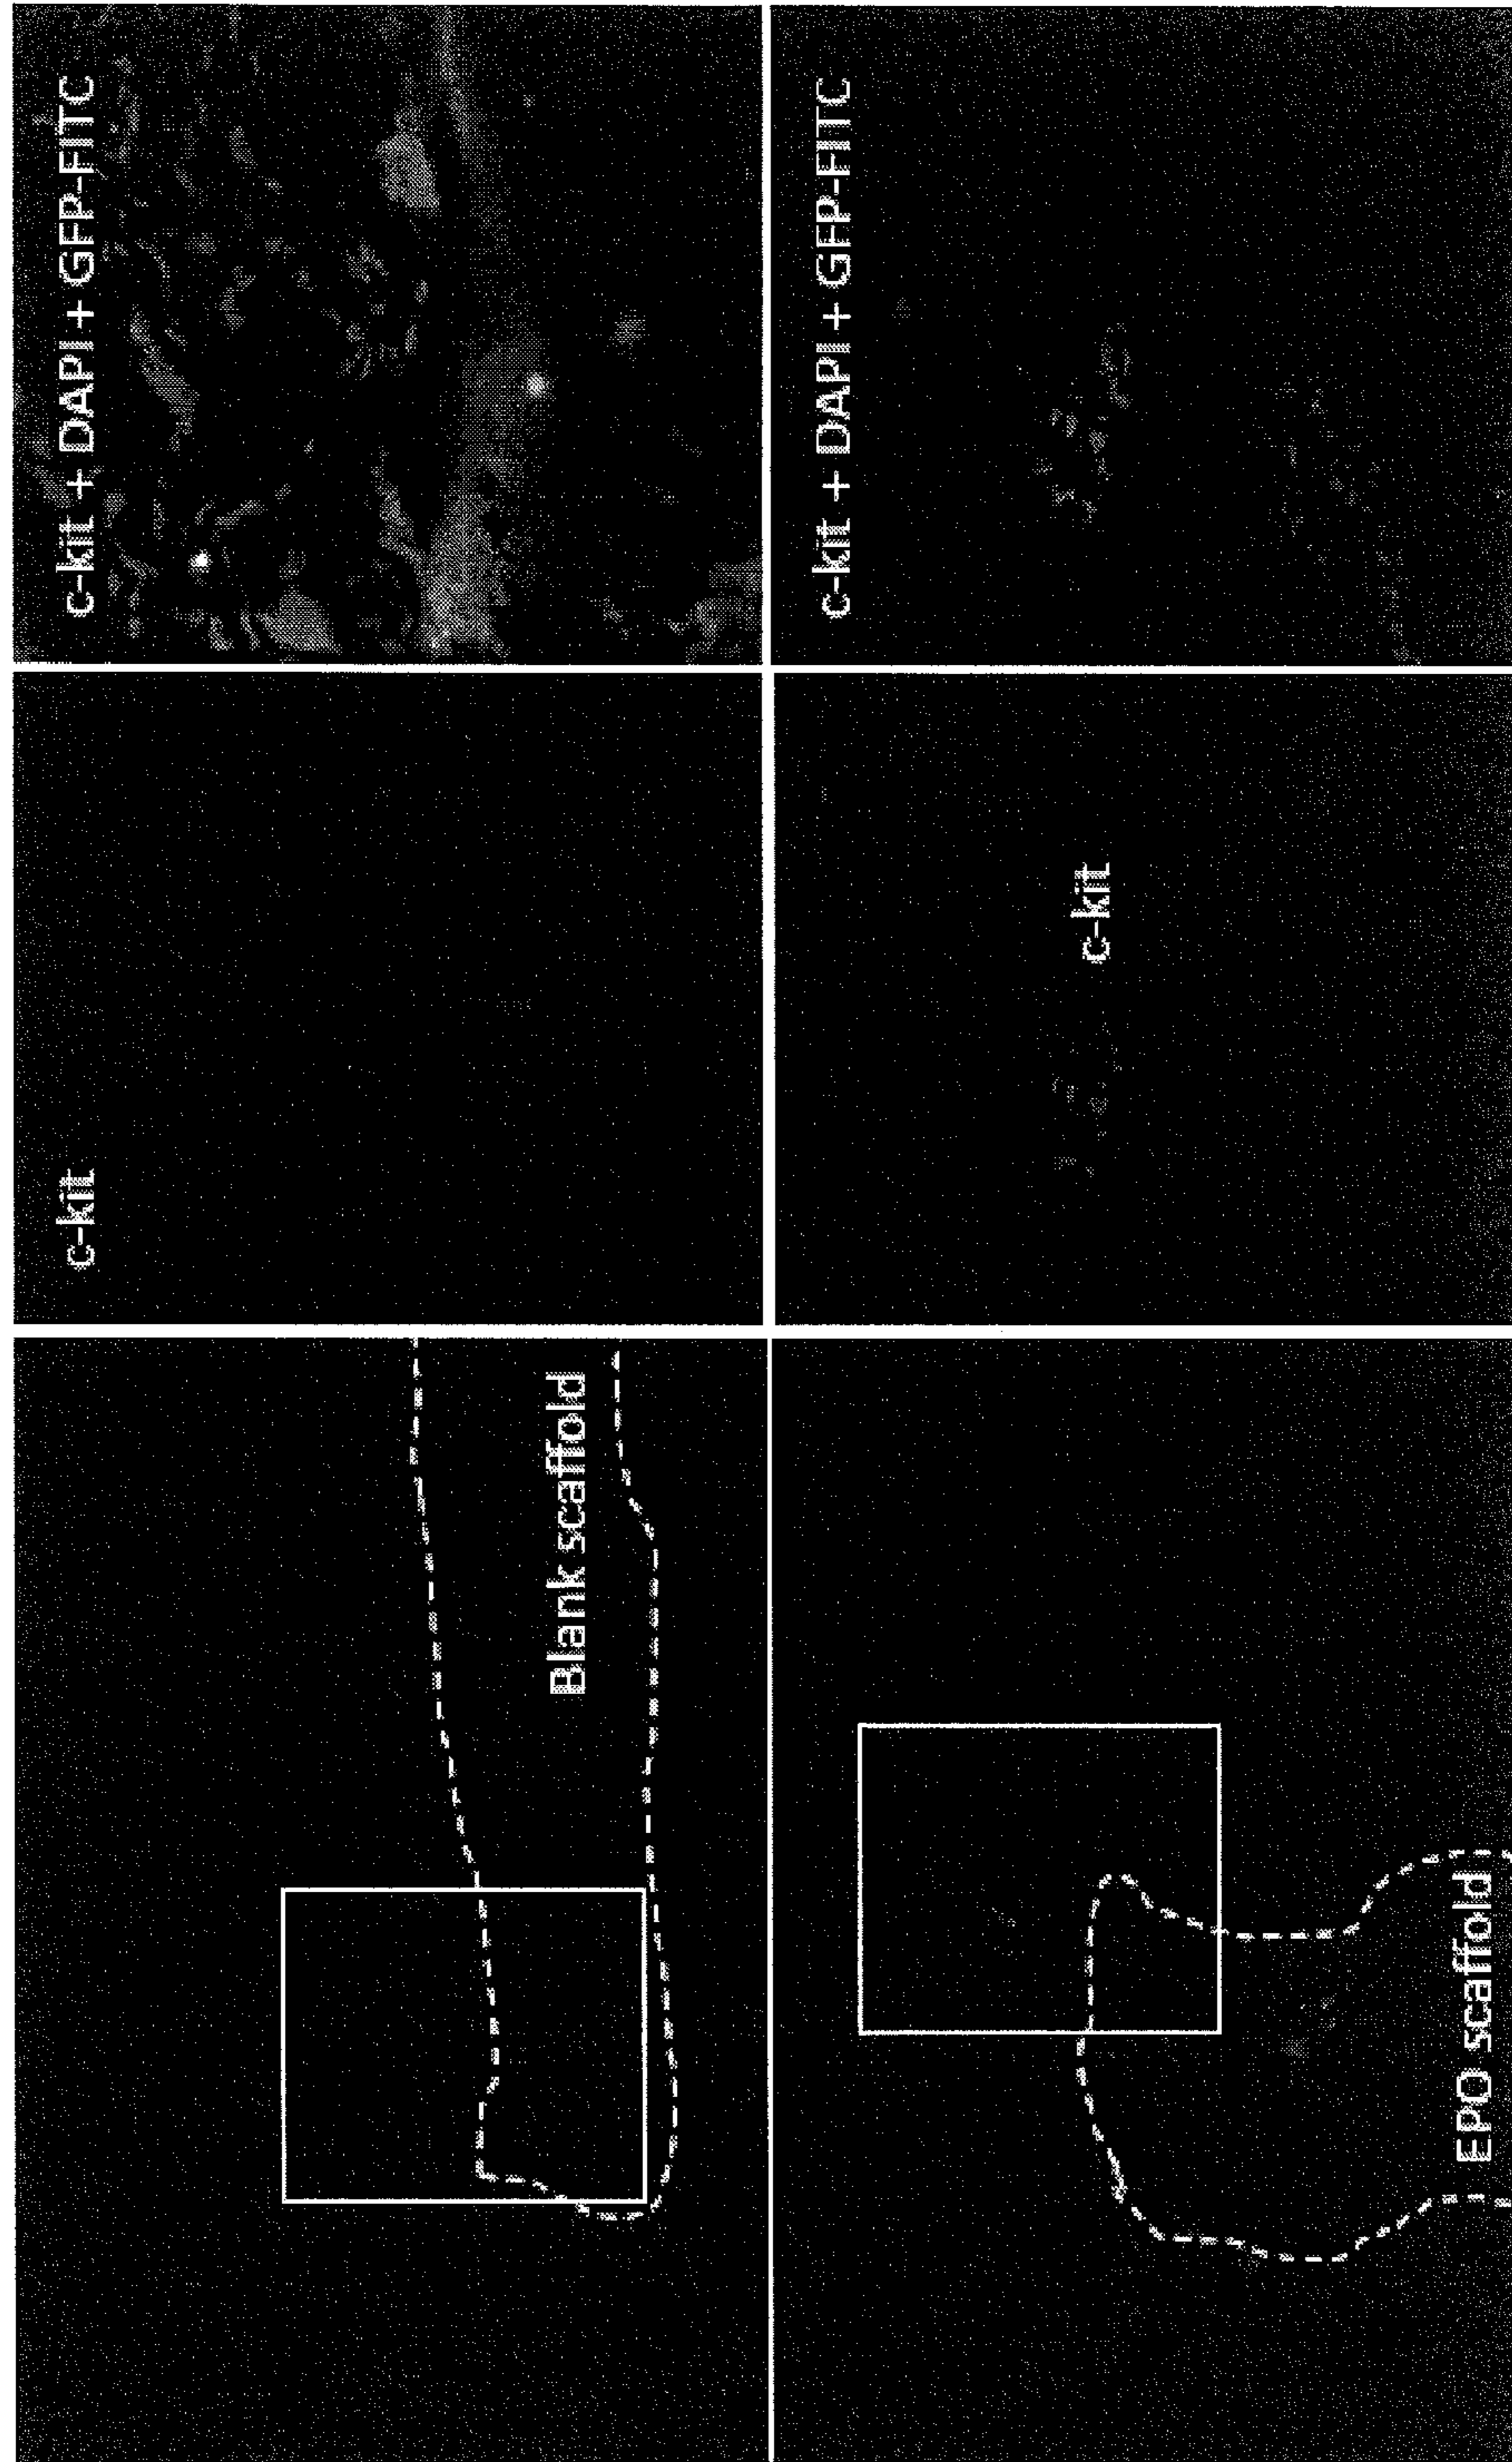 Blank scaffold
c-kit
c-kit + DAPI + GFP-FITC
EPO scaffold
c-kit
c-kit + DAPI + GFP-FITC